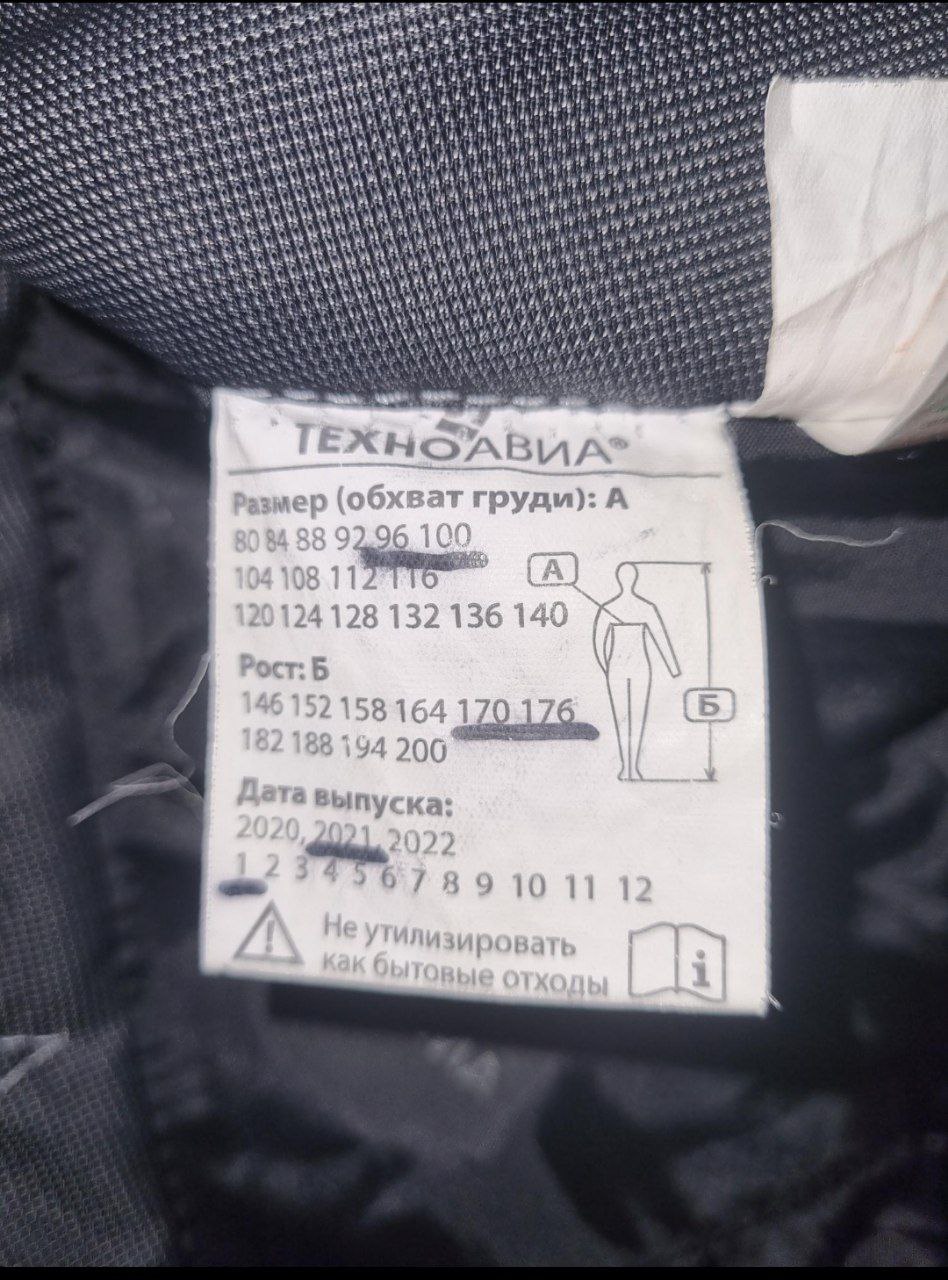 ТЕХНОАВИА®
Размер (обхват груди): А
80 84 88 92 96 100
104 108 112 116
120 124 128 132 136 140
А
Рост: Б
146 152 158 164 170 176
Б
182 188 194 200
Дата выпуска:
2020, 2021, 2022
1 2 3 4 5 6 7 8 9 10 11 12
Не утилизировать
как бытовые отходы
i